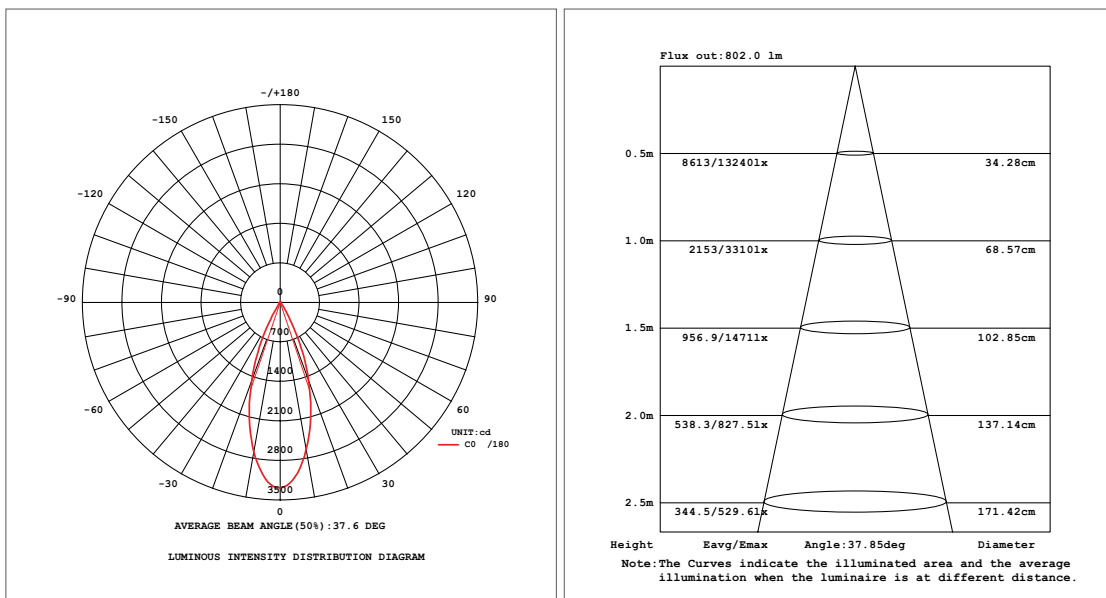 -/+180
-150
150
-120
120
-90
0
90
700
1400
-60
2100
60
UNIT:cd
C0 /180
2800
-30
3500
30
0
AVERAGE BEAM ANGLE(50%):37.6 DEG
LUMINOUS INTENSITY DISTRIBUTION DIAGRAM
Flux out:802.0 lm
0.5m
8613/13240lx
34.28cm
1.0m
2153/3310lx
68.57cm
1.5m
956.9/1471lx
102.85cm
2.0m
538.3/827.5lx
137.14cm
2.5m
344.5/529.6lx
171.42cm
Height Eavg/Emax Angle:37.85deg Diameter
Note:The Curves indicate the illuminated area and the average
illumination when the luminaire is at different distance.